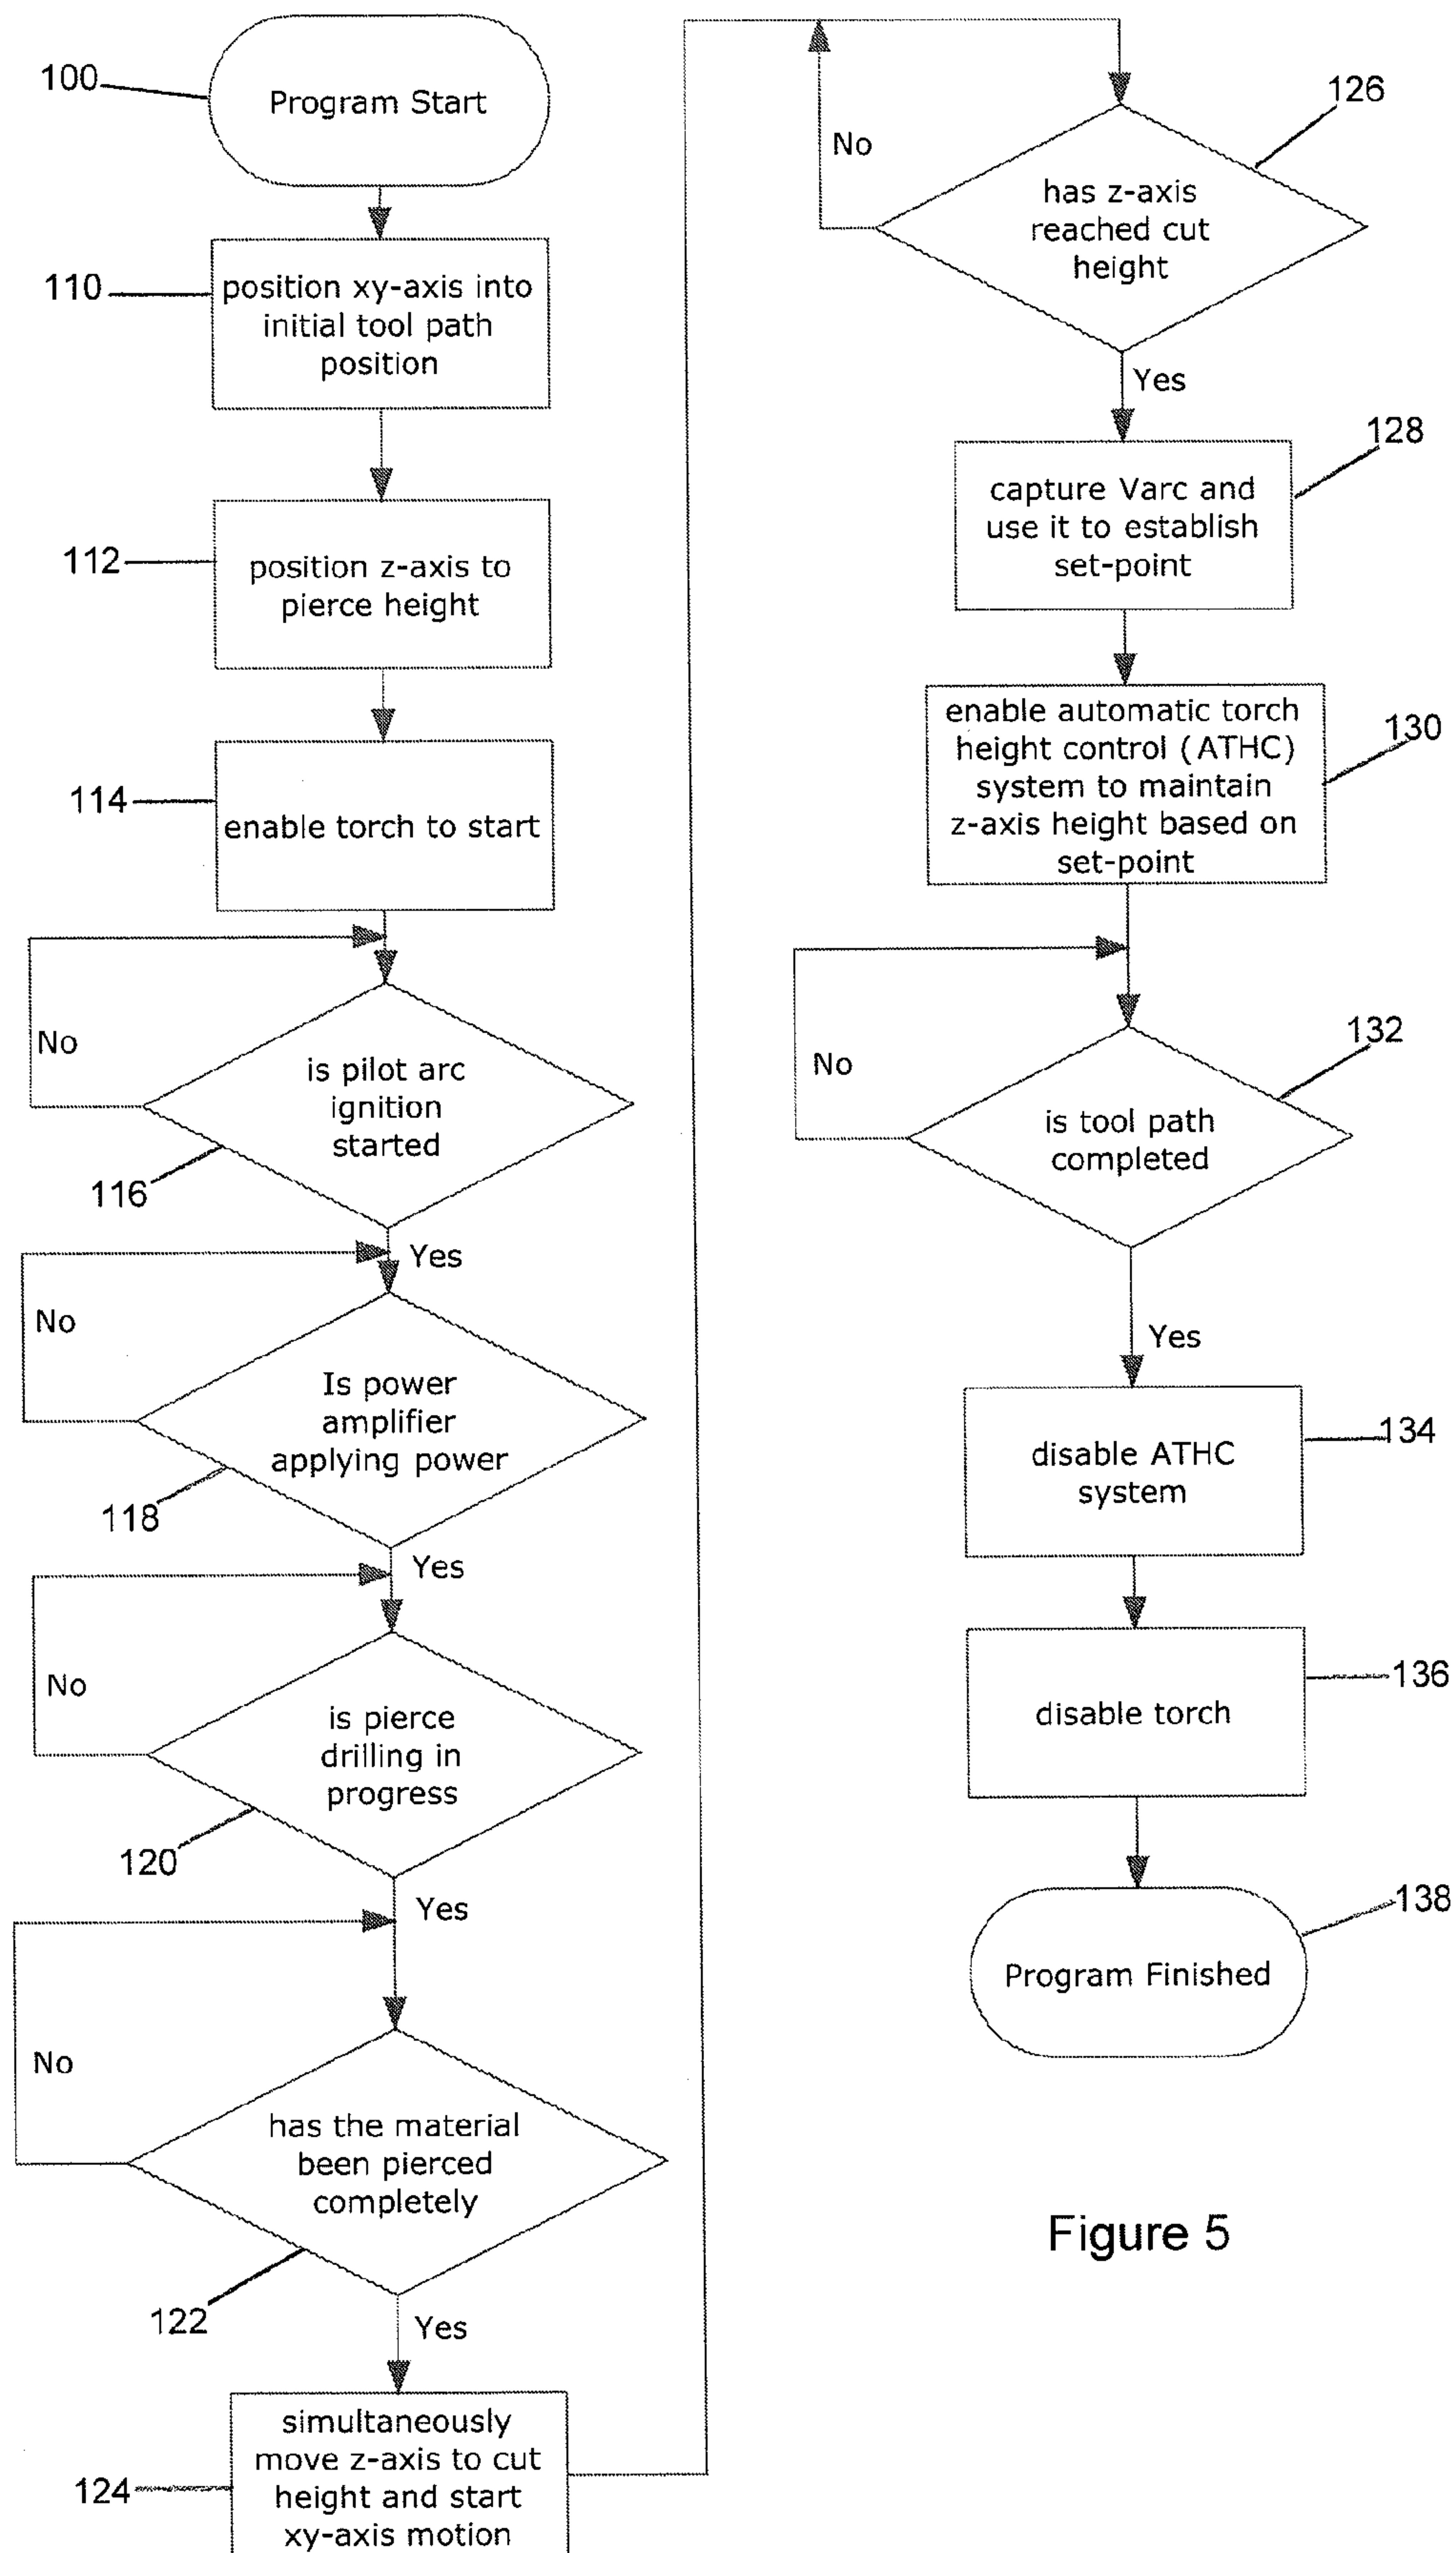 100
Program Start
110
position xy-axis into
initial tool path
position
112
position z-axis to
pierce height
114
enable torch to start
No
is pilot arc
ignition
started
116
Yes
No
Is power
amplifier
applying power
118
Yes
No
is pierce
drilling in
progress
120
Yes
No
has the material
been pierced
completely
122
Yes
simultaneously
move z-axis to cut
height and start
xy-axis motion
124
126
No
has z-axis
reached cut
height
Yes
128
capture Varc and
use it to establish
set-point
130
enable automatic torch
height control (ATHC)
system to maintain
z-axis height based on
set-point
132
No
is tool path
completed
Yes
134
disable ATHC
system
136
disable torch
138
Program Finished
Figure 5